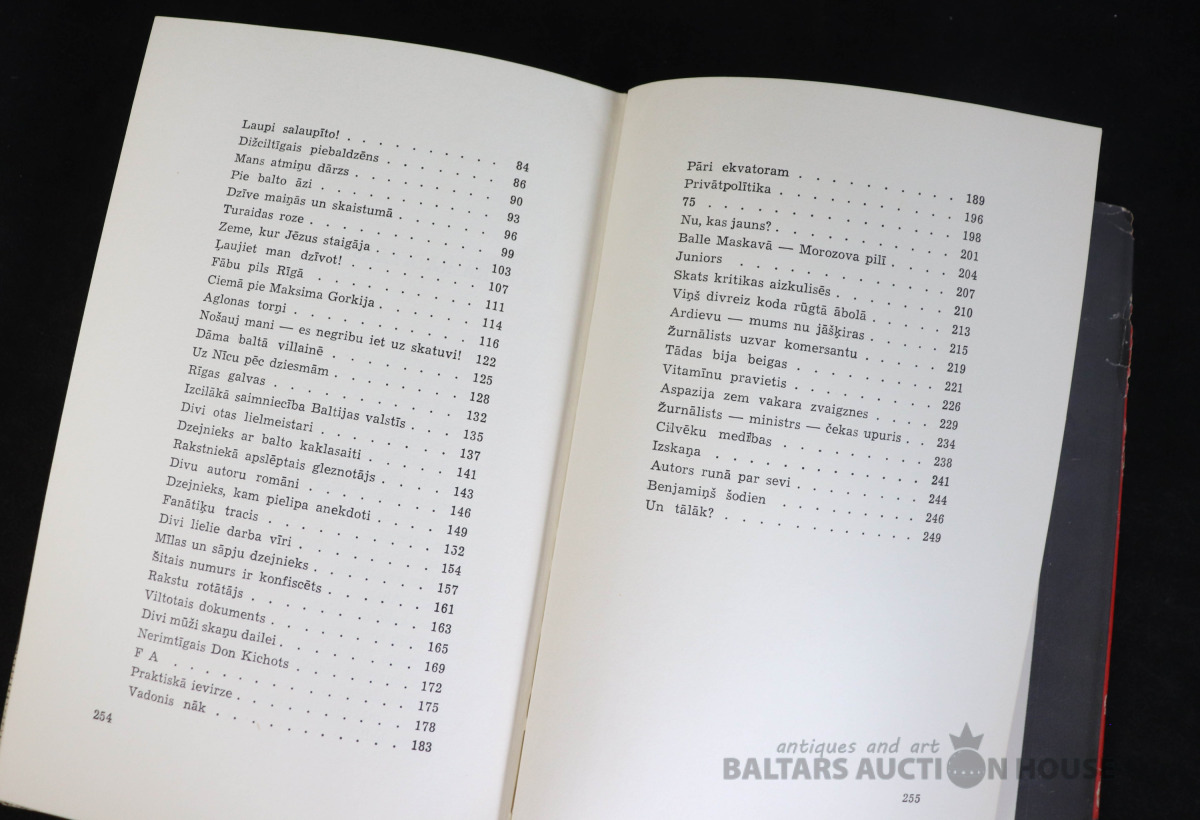 Laupi salaupīto! . . . . . . . . . 84
Dižciltīgais piebaldzēns . . . . . . 86
Mans atmiņu dārzs . . . . . . . . 90
Pie balto āzi . . . . . . . . . . 93
Dzīve maiņās un skaistumā . . . . . 96
Turaidas roze . . . . . . . . . . 99
Zeme, kur Jēzus staigāja . . . . . . 103
Ļaujiet man dzīvot! . . . . . . . . 107
Fābu pils Rīgā . . . . . . . . . 111
Ciemā pie Maksima Gorkija . . . . . 114
Aglonas torņi . . . . . . . . . . 116
Nošauj mani — es negribu iet uz skatuvi! 122
Dāma baltā villainē . . . . . . . 125
Uz Nīcu pēc dziesmām . . . . . . . 128
Rīgas galvas . . . . . . . . . . 132
Izcilākā saimniecība Baltijas valstīs . . . 135
Divi otas lielmeistari . . . . . . . 137
Dzejnieks ar balto kaklasaiti . . . . . 141
Rakstniekā apslēptais gleznotājs . . . . 143
Divu autoru romāni . . . . . . . . 146
Dzejnieks, kam pielipa anekdoti . . . . 149
Fanātiķu tracis . . . . . . . . . 132
Divi lielie darba vīri . . . . . . . 154
Mīlas un sāpju dzejnieks . . . . . . 157
Šitais numurs ir konfiscēts . . . . . 161
Rakstu rotātājs . . . . . . . . . 163
Viltotais dokuments . . . . . . . . 165
Divi mūži skaņu dailei . . . . . . . 169
Nerimtīgais Don Kichots . . . . . . 172
F A . . . . . . . . . . . . 175
Praktiskā ievirze . . . . . . . . . 178
Vadonis nāk . . . . . . . . . . 183
254
Pāri ekvatoram . . . . . . . . . 189
Privātpolītika . . . . . . . . . . 196
75 . . . . . . . . . . . . 198
Nu, kas jauns? . . . . . . . . . 201
Balle Maskavā — Morozova pilī . . . . 204
Juniors . . . . . . . . . . . 207
Skats kritikas aizkulisēs . . . . . . 210
Viņš divreiz koda rūgtā ābolā . . . . 213
Ardievu — mums nu jāšķiras . . . . . 215
Žurnālists uzvar komersantu . . . . . 219
Tādas bija beigas . . . . . . . . 221
Vitamīnu pravietis . . . . . . . . 226
Aspazija zem vakara zvaigznes . . . . 229
Žurnālists — ministrs — čekas upuris . . 234
Cilvēku medības . . . . . . . . . 238
Izskaņa . . . . . . . . . . . 241
Autors runā par sevi . . . . . . . 244
Benjamiņš šodien . . . . . . . . . 246
Un tālāk? . . . . . . . . . . 249
255
antiques and art
BALTARS AUCTION HOUSE